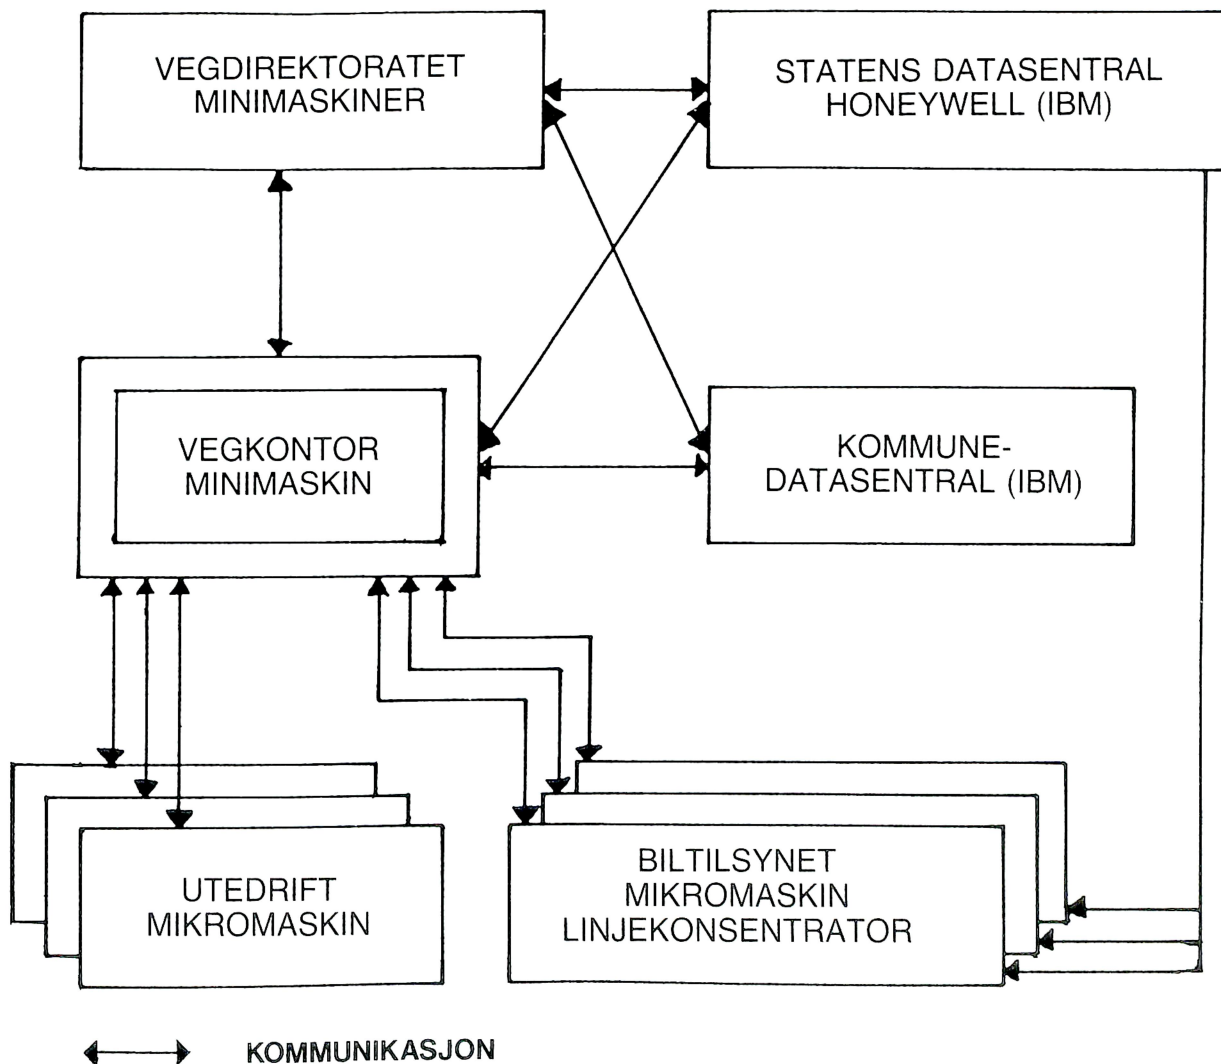 VEGDIREKTORATET
MINIMASKINER
STATENS DATASENTRAL
HONEYWELL (IBM)
VEGKONTOR
MINIMASKIN
KOMMUNE-
DATASENTRAL (IBM)
UTEDRIFT
MIKROMASKIN
BILTILSYNET
MIKROMASKIN
LINJEKONSENTRATOR
KOMMUNIKASJON